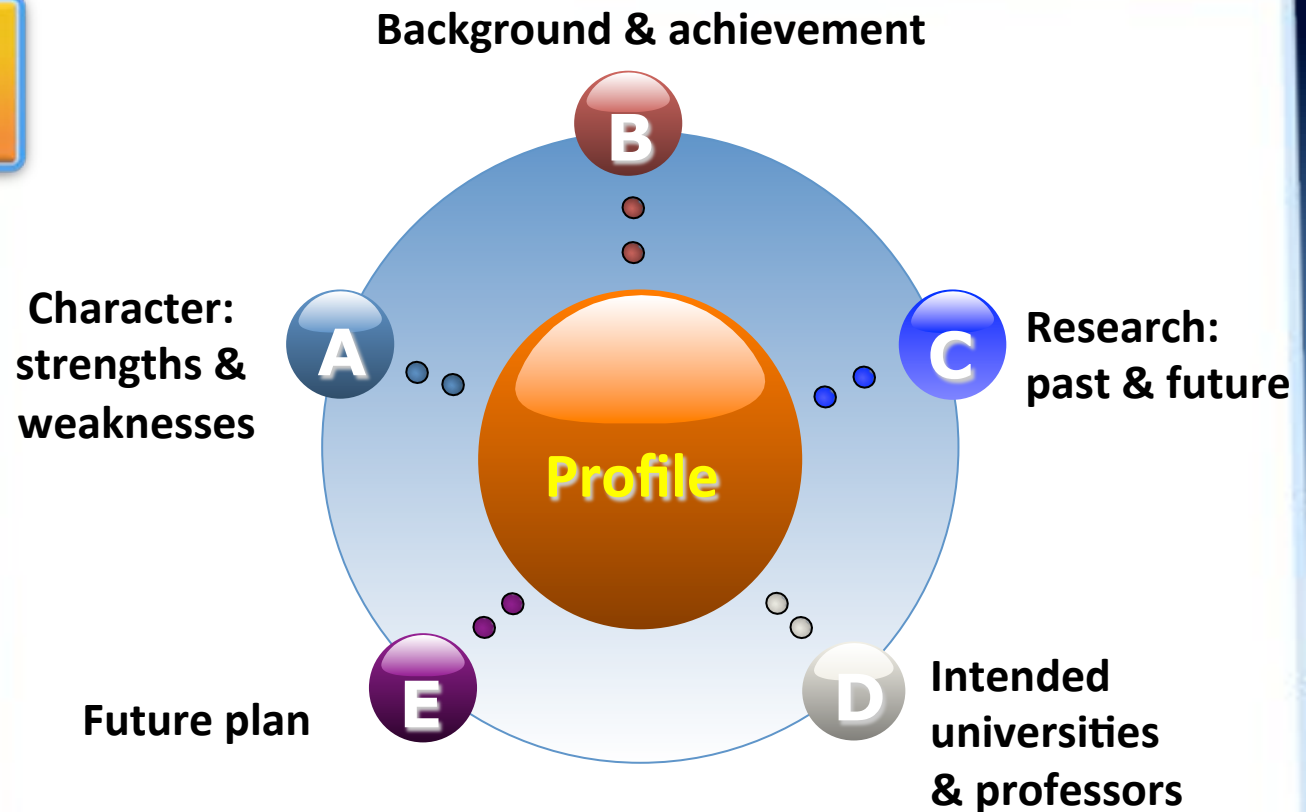 Background & achievement
B
Character:
strengths &
weaknesses
A
C
Research:
past & future
Profile
E
Future plan
D
Intended
universities
& professors